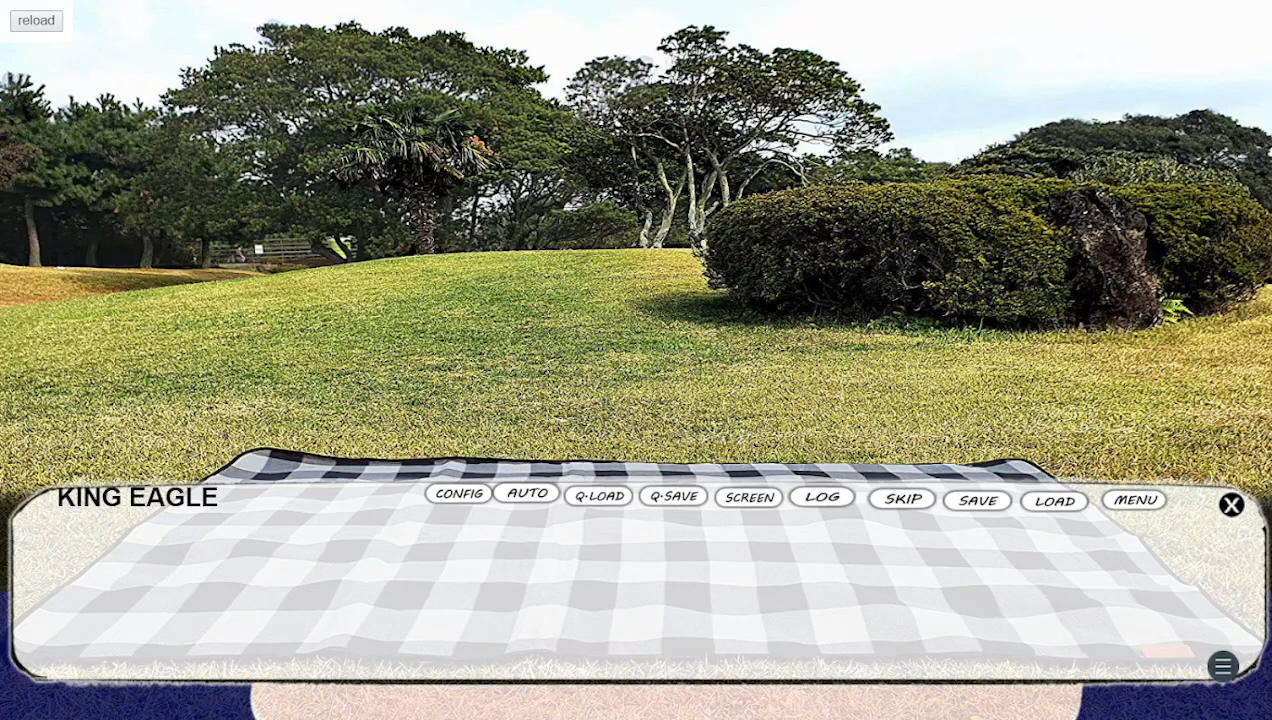 reload
KING EAGLE
CONFIG AUTO Q·LOAD Q·SAVE SCREEN LOG SKIP SAVE LOAD MENU
X